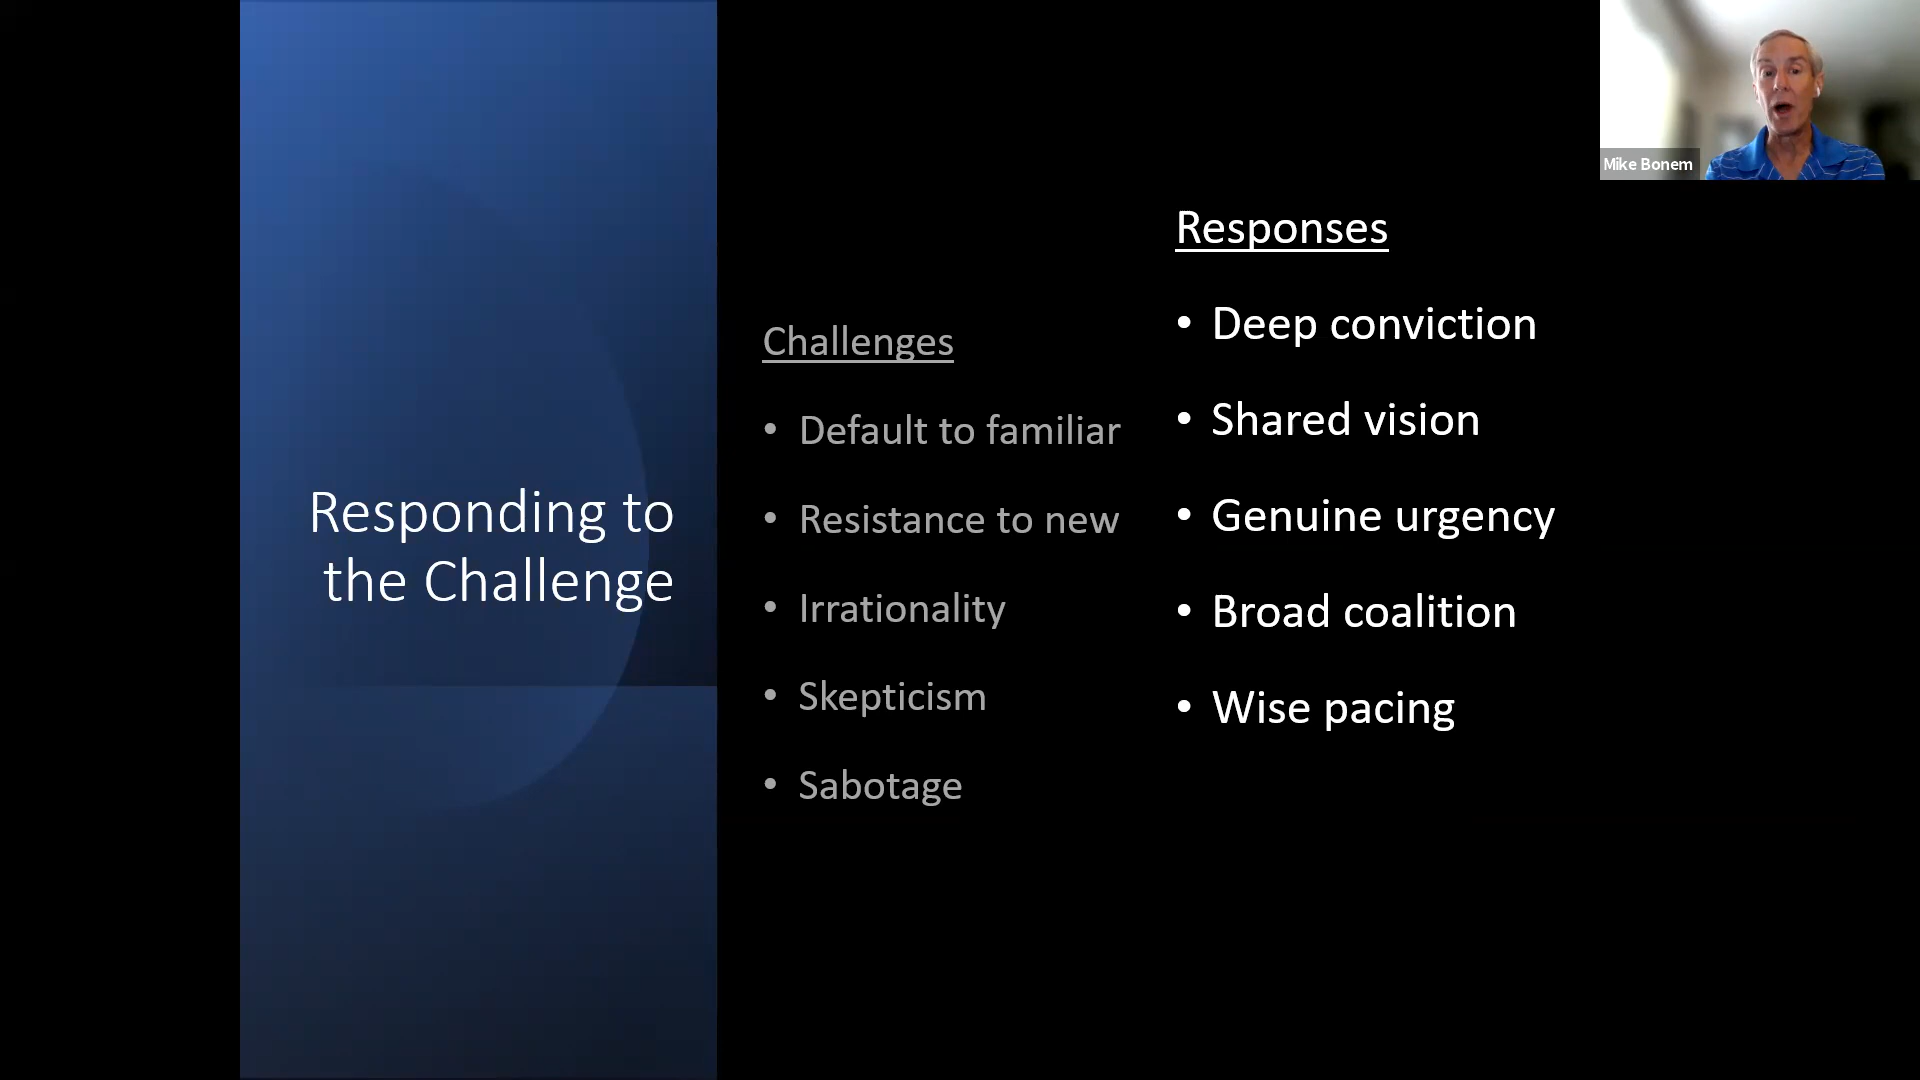 Responding to
the Challenge
Challenges
• Default to familiar
• Resistance to new
• Irrationality
• Skepticism
• Sabotage
Responses
• Deep conviction
• Shared vision
• Genuine urgency
• Broad coalition
• Wise pacing
Mike Bonem